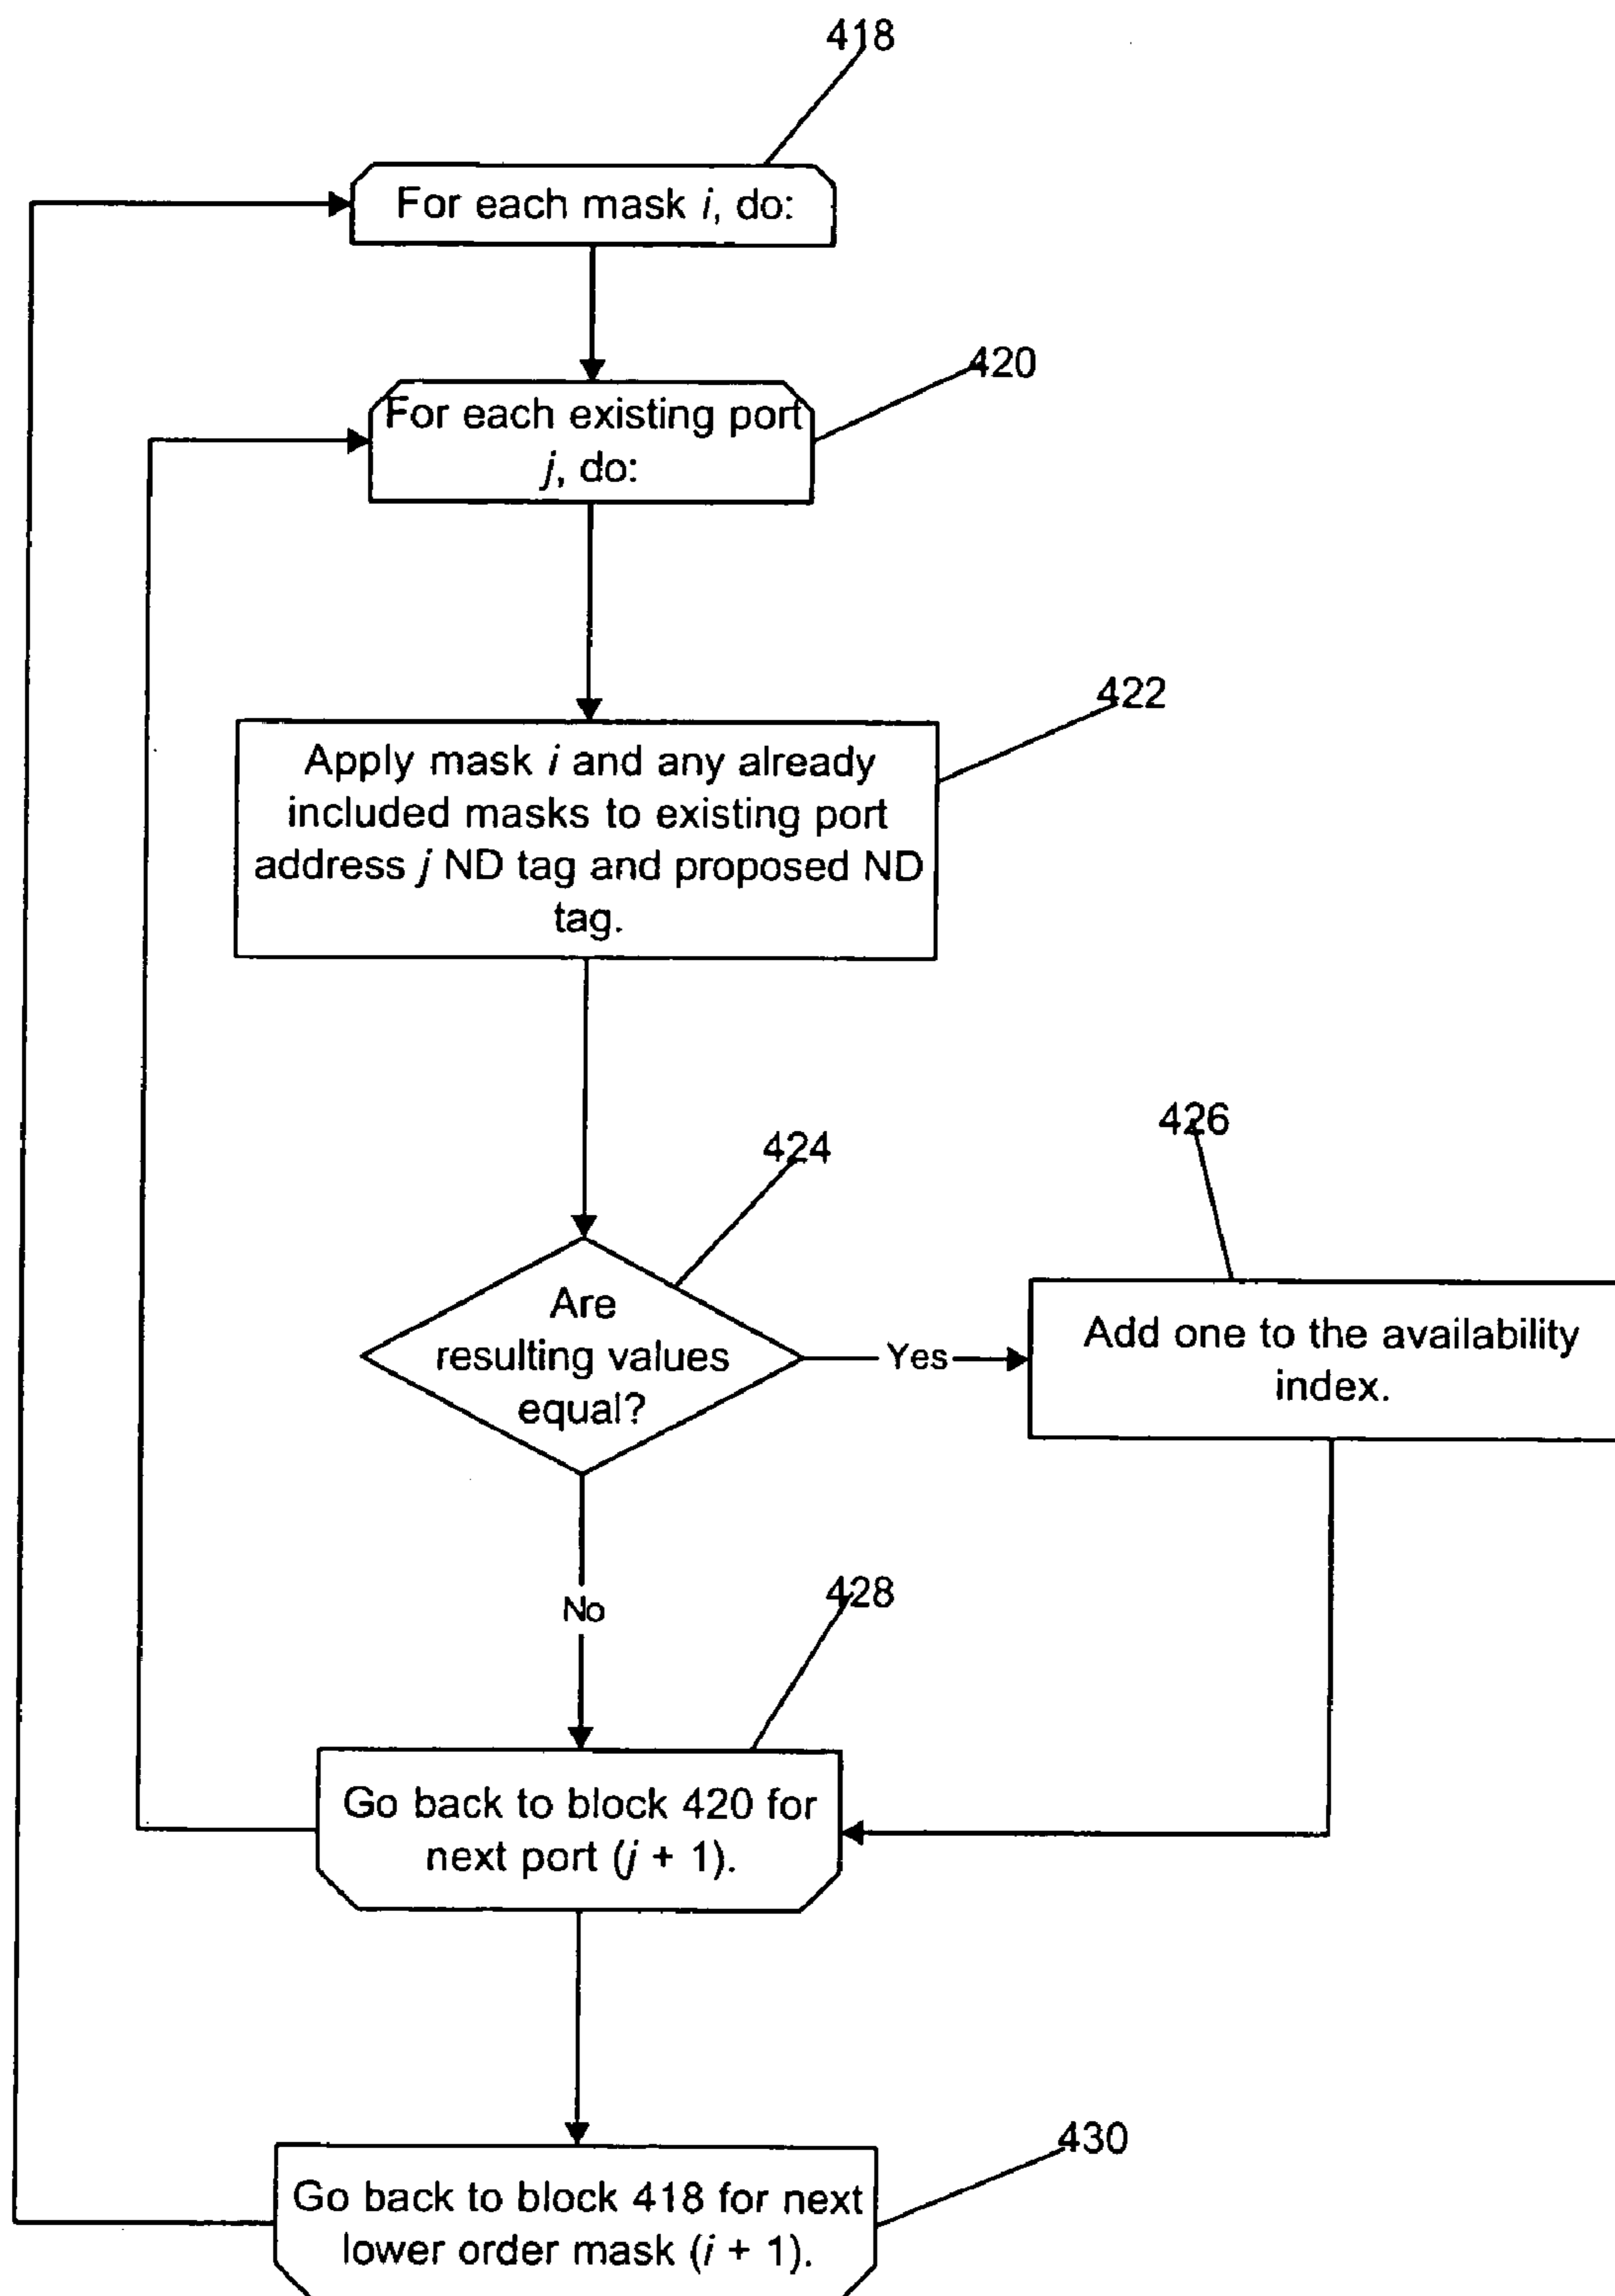 418
For each mask i, do:
420
For each existing port
j, do:
422
Apply mask i and any already
included masks to existing port
address j ND tag and proposed ND
tag.
424
426
Are
resulting values
equal?
Yes
Add one to the availability
index.
No
428
Go back to block 420 for
next port (j + 1).
430
Go back to block 418 for next
lower order mask (i + 1).